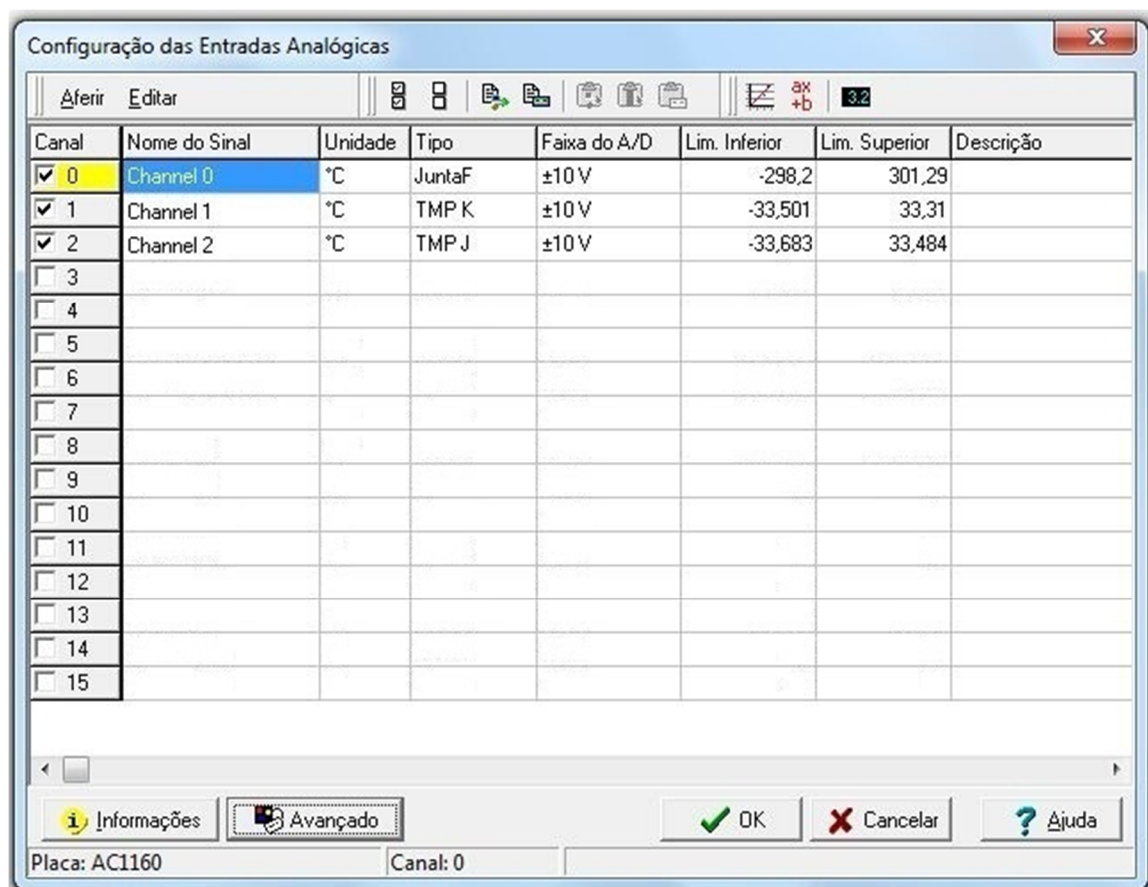 Configuração das Entradas Analógicas
Aferir Editar ax+b 3.2
Canal Nome do Sinal Unidade Tipo Faixa do A/D Lim. Inferior Lim. Superior Descrição
0 Channel 0 °C JuntaF ±10 V -298,2 301,29
1 Channel 1 °C TMP K ±10 V -33,501 33,31
2 Channel 2 °C TMP J ±10 V -33,683 33,484
3
4
5
6
7
8
9
10
11
12
13
14
15
Informações Avançado OK Cancelar Ajuda
Placa: AC1160 Canal: 0